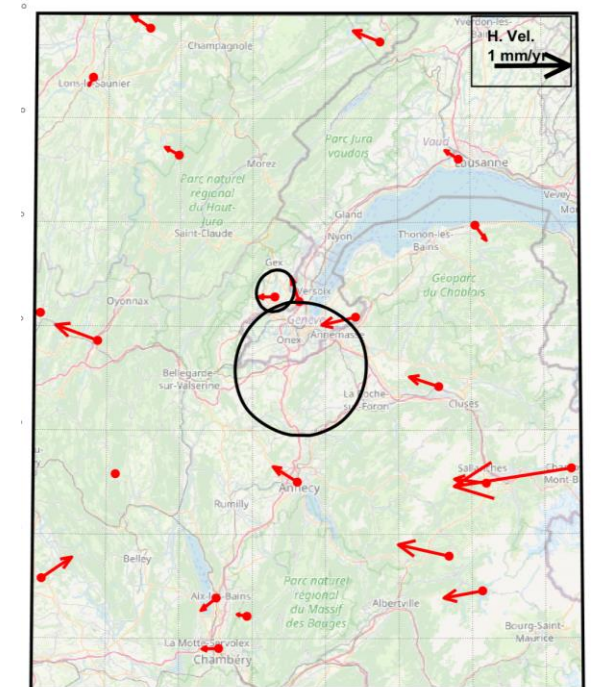 H. Vel.
1 mm/yr
Yverdon-les-
Champagnole
Lons-le-Saunier
Parc Jura
vaudois
Vaud
Lausanne
Morez
Parc naturel
régional
du Haut-
Jura
Saint-Claude
Gland
Nyon
Vevey
Thonon-les-
Bains
Gex
Versoix
Géoparc
du Chablais
Oyonnax
Genève
Onex
Annemasse
Bellegarde-
sur-Valserine
La Roche-
sur-Foron
Cluses
Sallanches
Mont-B
Annecy
Rumilly
Belley
Parc naturel
régional
du Massif
des Bauges
Aix-les-Bains
Albertville
Bourg-Saint-
Maurice
La Motte-Servolex
Chambéry